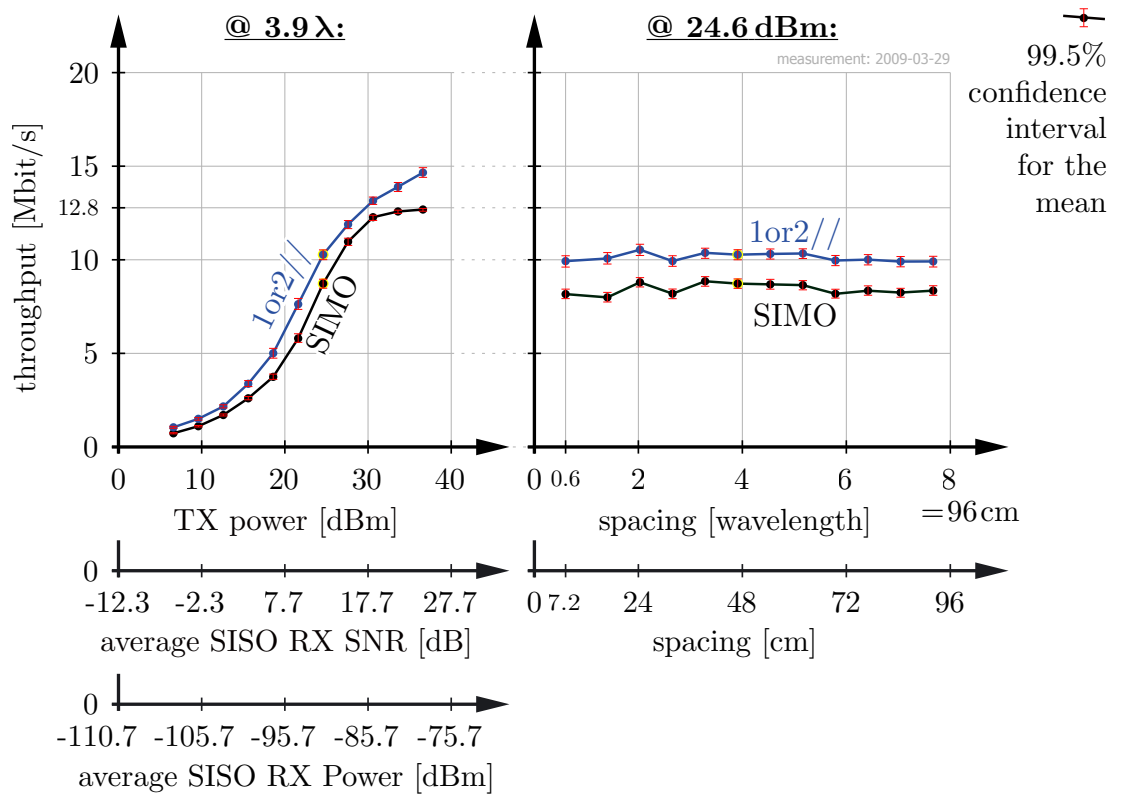 @ 3.9 λ:
@ 24.6 dBm:
measurement: 2009-03-29
99.5%
confidence
interval
for the
mean
throughput [Mbit/s]
20
15
12.8
10
5
0
1or2//
SIMO
1or2//
SIMO
0 10 20 30 40
TX power [dBm]
0 0.6 2 4 6 8
spacing [wavelength]
=96cm
0
-12.3 -2.3 7.7 17.7 27.7
average SISO RX SNR [dB]
0 7.2 24 48 72 96
spacing [cm]
0
-110.7 -105.7 -95.7 -85.7 -75.7
average SISO RX Power [dBm]